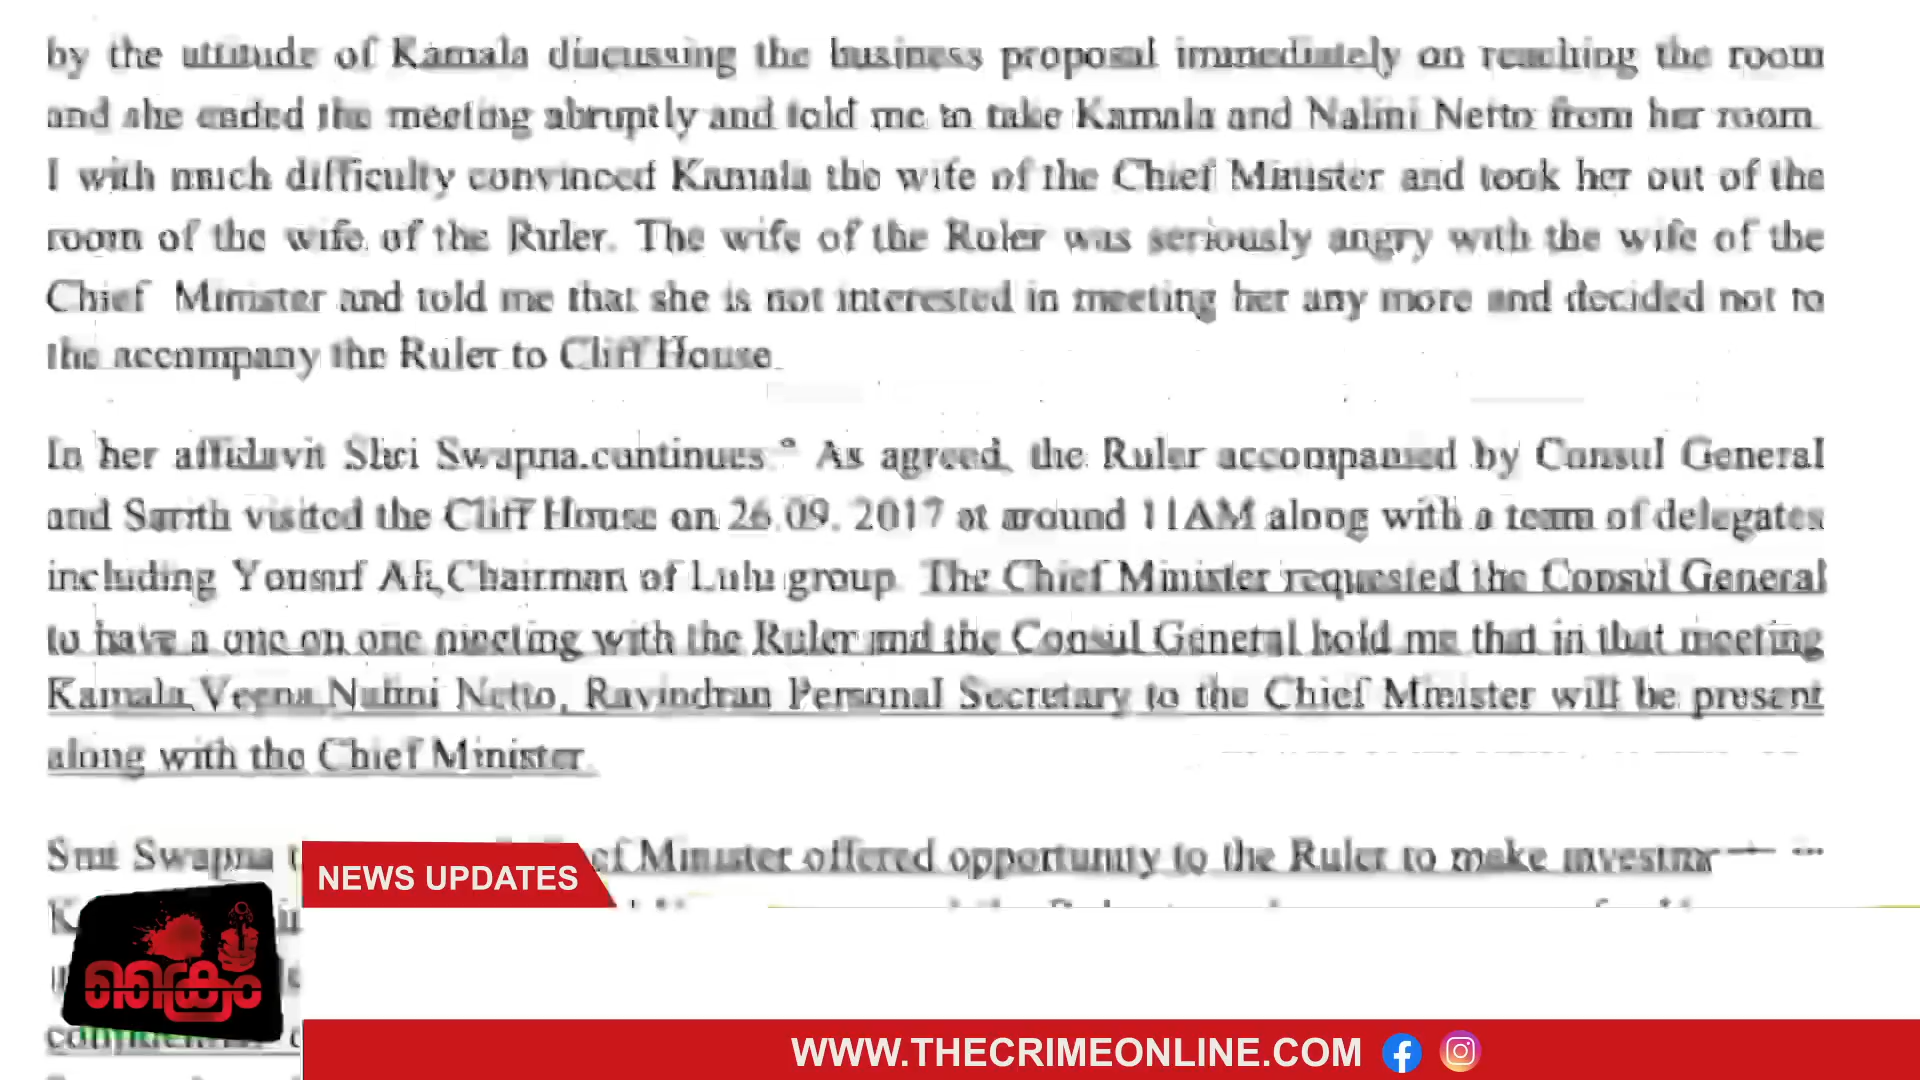 by the attitude of Kamala discussing the business proposal immediately on reaching the room
and she ended the meeting abruptly and told me to take Kamala and Nalini Netto from her room.
I with much difficulty convinced Kamala the wife of the Chief Minister and took her out of the
room of the wife of the Ruler. The wife of the Ruler was seriously angry with the wife of the
Chief Minister and told me that she is not interested in meeting her any more and decided not to
the accompany the Ruler to Cliff House.
In her affidavit Swapna continues " As agreed, the Ruler accompanied by Consul General
and Sarith visited the Cliff House on 26.09. 2017 at around 11AM along with a team of delegates
including Yousuf Ali, Chairman of Lulu group. The Chief Minister requested the Consul General
to have a one on one meeting with the Ruler and the Consul General hold me that in that meeting
Kamala, Veena Nalini Netto, Ravindran Personal Secretary to the Chief Minister will be present
along with the Chief Minister.
Smt Swapna Minister offered opportunity to the Ruler to make
NEWS UPDATES
ക്രൈം
WWW.THECRIMEONLINE.COM